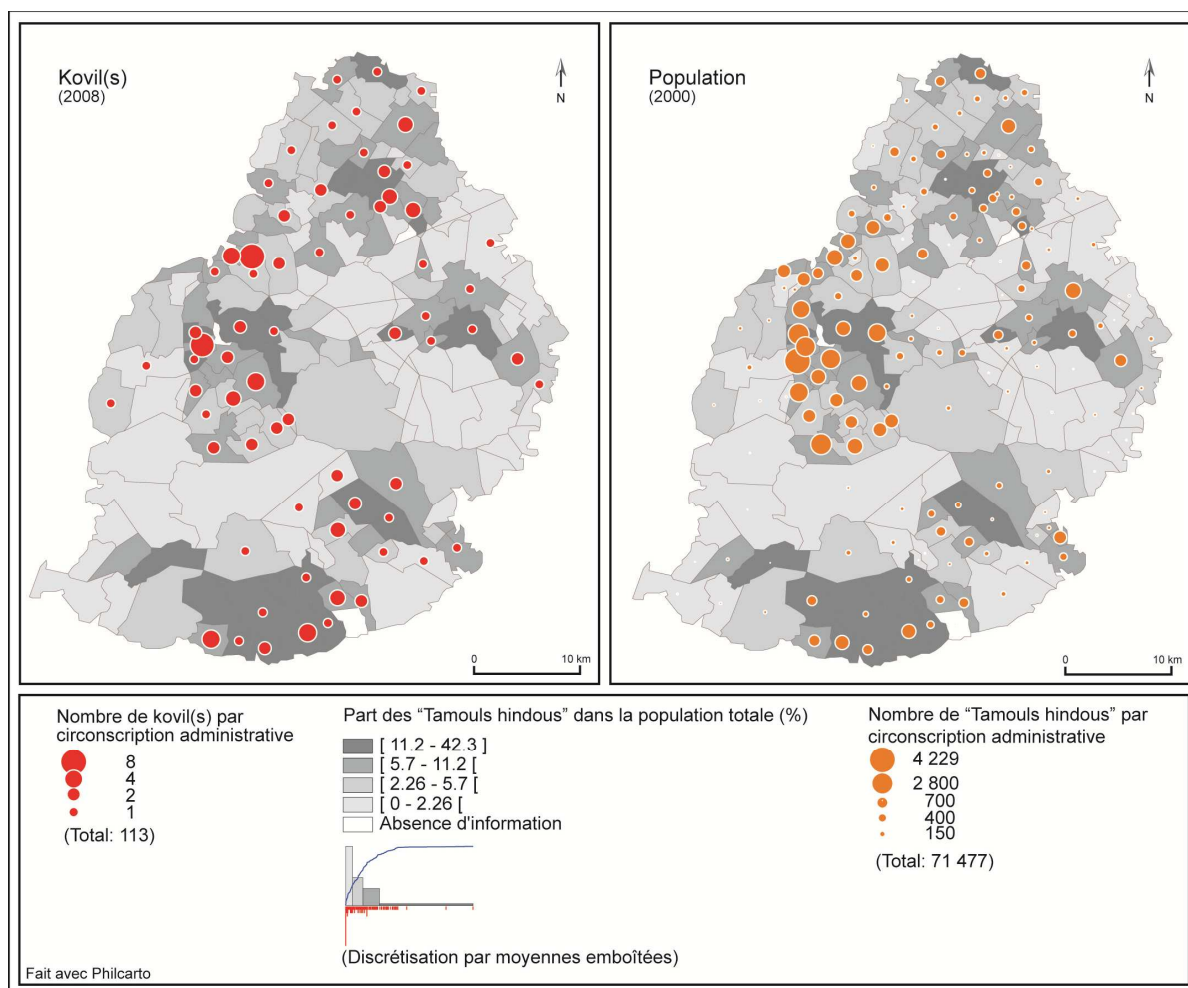 Kovil(s)
(2008)
N
0 10 km
Population
(2000)
N
0 10 km
Nombre de kovil(s) par
circonscription administrative
8
4
2
1
(Total: 113)
Part des “Tamouls hindous” dans la population totale (%)
[ 11.2 - 42.3 ]
[ 5.7 - 11.2 [
[ 2.26 - 5.7 [
[ 0 - 2.26 [
Absence d'information
(Discrétisation par moyennes emboîtées)
Nombre de “Tamouls hindous” par
circonscription administrative
4 229
2 800
700
400
150
(Total: 71 477)
Fait avec Philcarto